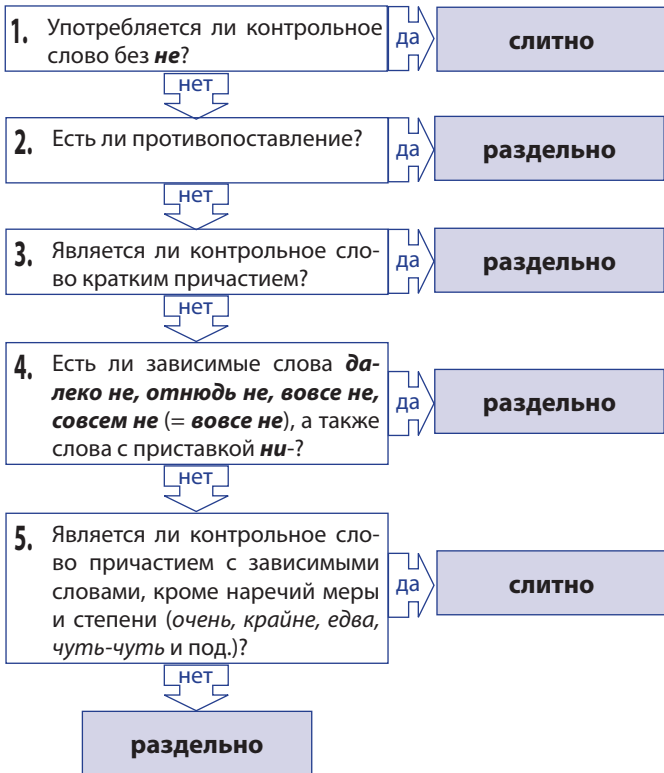 1. Употребляется ли контрольное
слово без не?
да
слитно
нет
2. Есть ли противопоставление?
да
раздельно
нет
3. Является ли контрольное сло-
во кратким причастием?
да
раздельно
нет
4. Есть ли зависимые слова да-
леко не, отнюдь не, вовсе не,
совсем не (= вовсе не), а также
слова с приставкой ни-?
да
раздельно
нет
5. Является ли контрольное сло-
во причастием с зависимыми
словами, кроме наречий меры
и степени (очень, крайне, едва,
чуть-чуть и под.)?
да
слитно
нет
раздельно